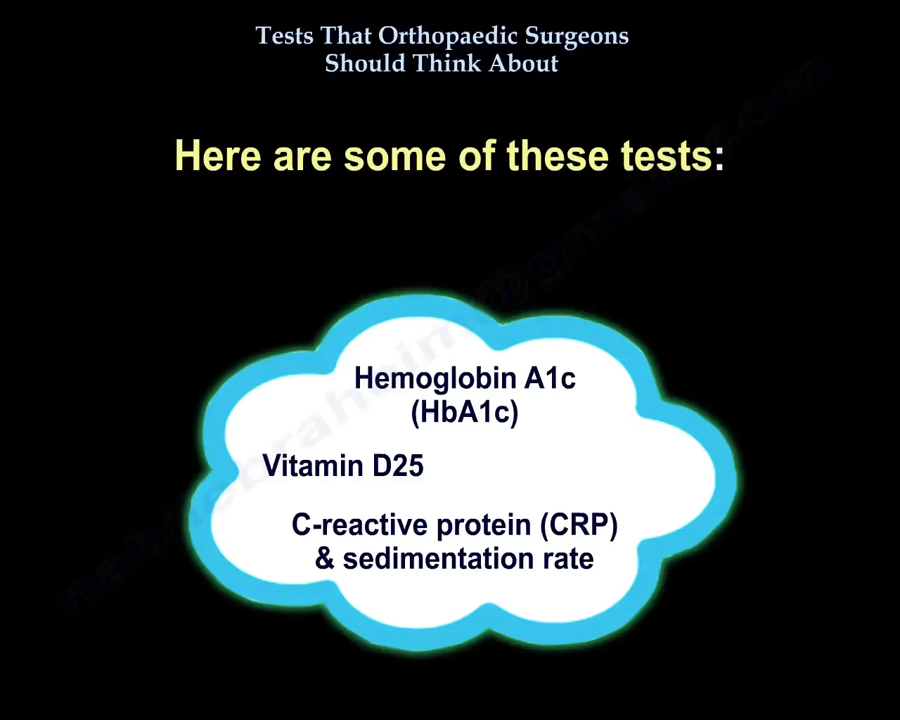 Tests That Orthopaedic Surgeons
Should Think About
Here are some of these tests:
Hemoglobin A1c
(HbA1c)
Vitamin D25
C-reactive protein (CRP)
& sedimentation rate